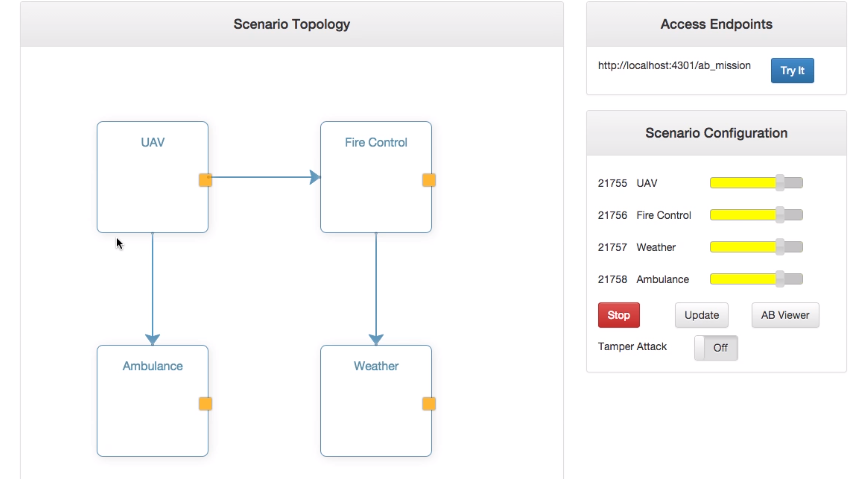 Scenario Topology
UAV
Fire Control
Ambulance
Weather
Access Endpoints
http://localhost:4301/ab_mission
Try It
Scenario Configuration
21755 UAV
21756 Fire Control
21757 Weather
21758 Ambulance
Stop Update AB Viewer
Tamper Attack Off